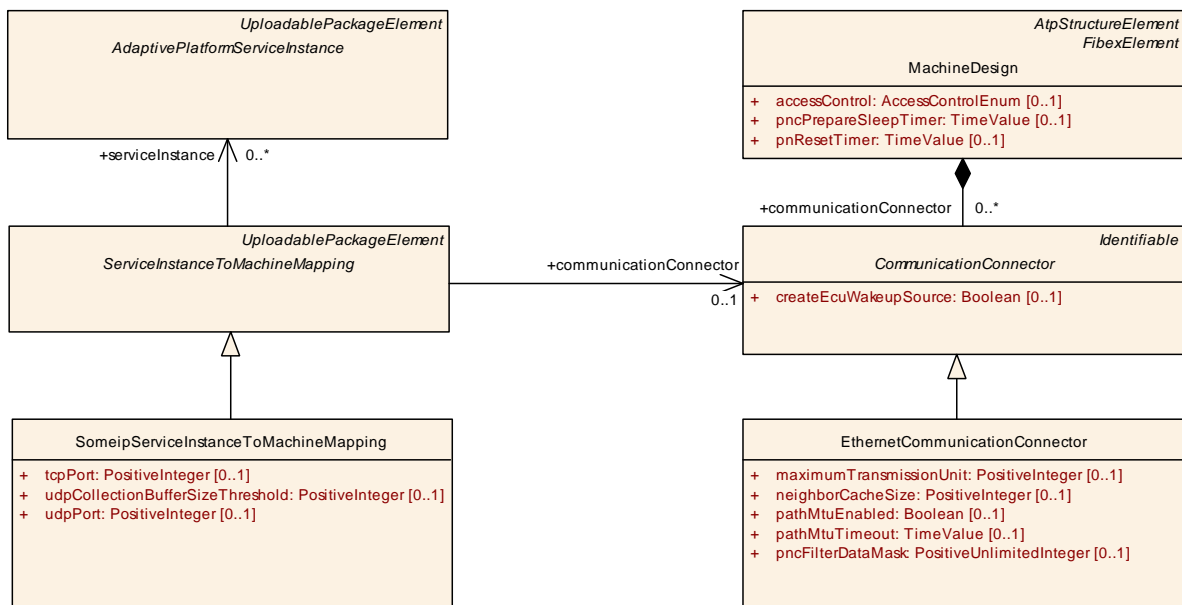 UploadablePackageElement
AdaptivePlatformServiceInstance
AtpStructureElement
FibexElement
MachineDesign
+ accessControl: AccessControlEnum [0..1]
+ pncPrepareSleepTimer: TimeValue [0..1]
+ pnResetTimer: TimeValue [0..1]
+serviceInstance 0..*
+communicationConnector 0..*
UploadablePackageElement
ServiceInstanceToMachineMapping
+communicationConnector
0..1
Identifiable
CommunicationConnector
+ createEcuWakeupSource: Boolean [0..1]
SomeipServiceInstanceToMachineMapping
+ tcpPort: PositiveInteger [0..1]
+ udpCollectionBufferSizeThreshold: PositiveInteger [0..1]
+ udpPort: PositiveInteger [0..1]
EthernetCommunicationConnector
+ maximumTransmissionUnit: PositiveInteger [0..1]
+ neighborCacheSize: PositiveInteger [0..1]
+ pathMtuEnabled: Boolean [0..1]
+ pathMtuTimeout: TimeValue [0..1]
+ pncFilterDataMask: PositiveUnlimitedInteger [0..1]